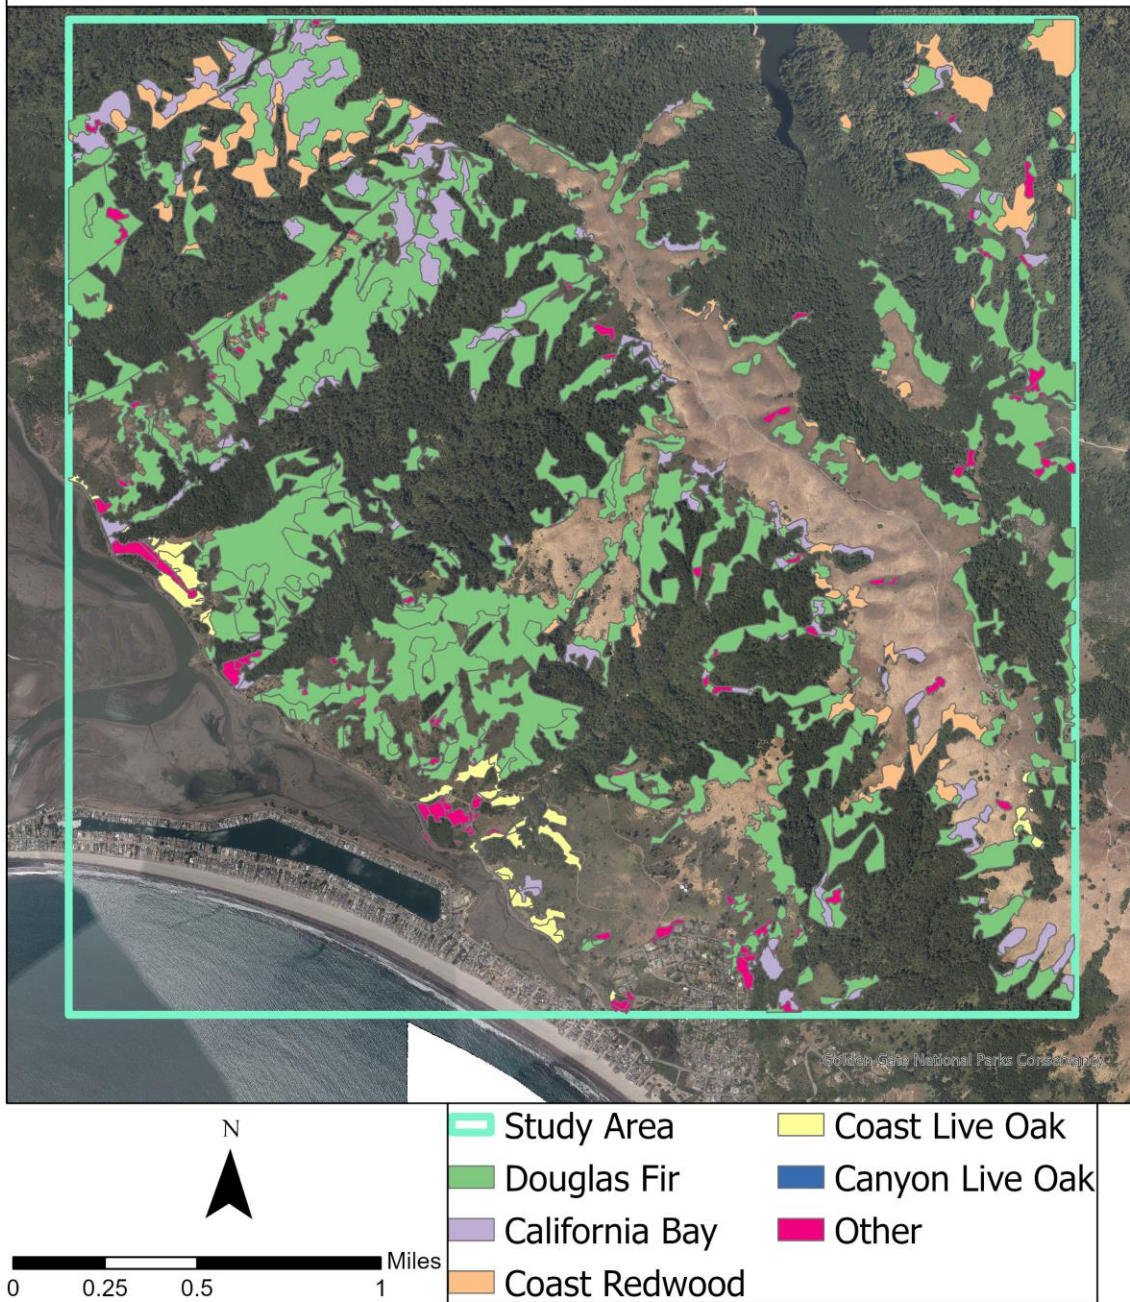 Golden Gate National Parks Conservancy
N
Miles
0 0.25 0.5 1
Study Area
Douglas Fir
California Bay
Coast Redwood
Coast Live Oak
Canyon Live Oak
Other